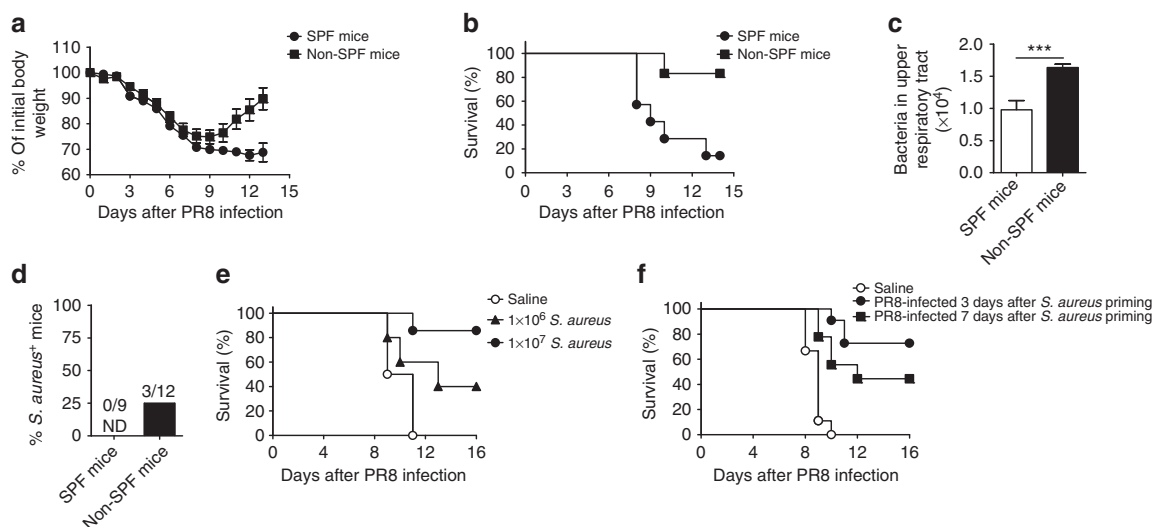 a
SPF mice
Non-SPF mice
110
100
90
80
70
60
% Of initial body
weight
0 3 6 9 12 15
Days after PR8 infection
b
SPF mice
Non-SPF mice
100
80
60
40
20
0
Survival (%)
0 3 6 9 12 15
Days after PR8 infection
c
2.0
1.5
1.0
0.5
0.0
Bacteria in upper
respiratory tract
(×10⁴)
***
SPF mice
Non-SPF mice
d
100
75
50
25
0
% S. aureus⁺ mice
0/9
ND
3/12
SPF mice
Non-SPF mice
e
Saline
1×10⁶ S. aureus
1×10⁷ S. aureus
100
80
60
40
20
0
Survival (%)
0 4 8 12 16
Days after PR8 infection
f
Saline
PR8-infected 3 days after S. aureus priming
PR8-infected 7 days after S. aureus priming
100
80
60
40
20
0
Survival (%)
0 4 8 12 16
Days after PR8 infection